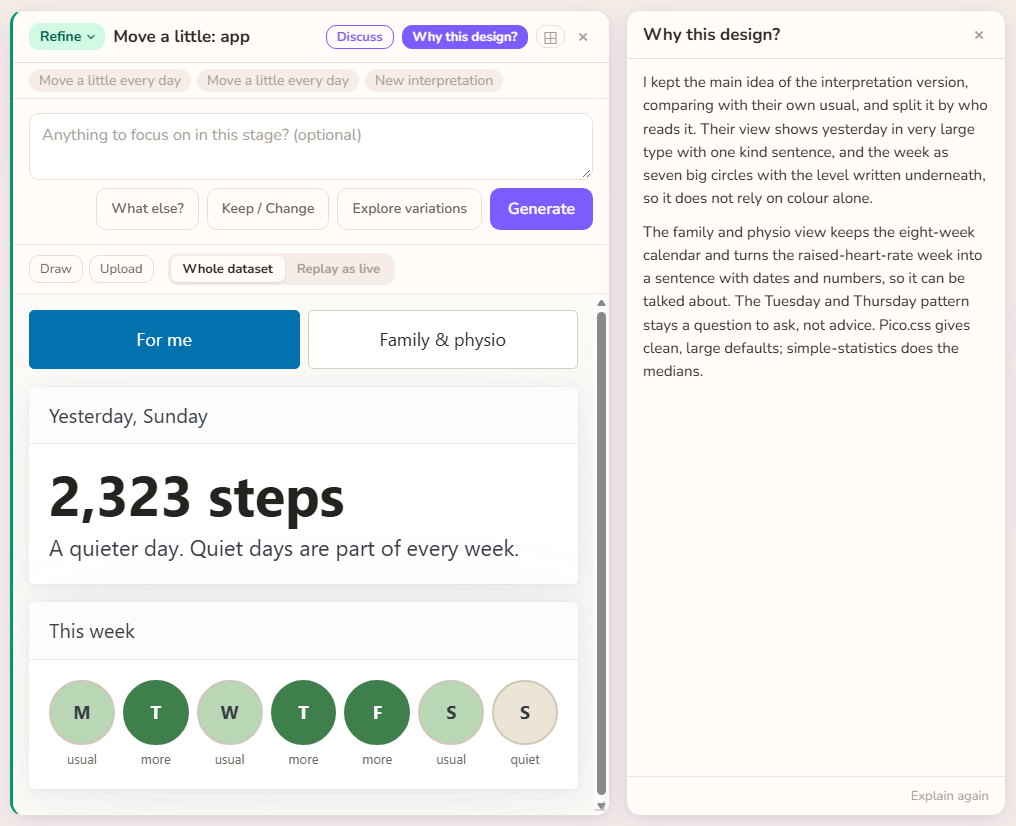 Refine
Move a little: app
Discuss
Why this design?
Move a little every day
Move a little every day
New interpretation
Anything to focus on in this stage? (optional)
What else?
Keep / Change
Explore variations
Generate
Draw
Upload
Whole dataset
Replay as live
For me
Family & physio
Yesterday, Sunday
2,323 steps
A quieter day. Quiet days are part of every week.
This week
M
T
W
T
F
S
S
usual
more
usual
more
more
usual
quiet
Why this design?
I kept the main idea of the interpretation version,
comparing with their own usual, and split it by who
reads it. Their view shows yesterday in very large
type with one kind sentence, and the week as
seven big circles with the level written underneath,
so it does not rely on colour alone.
The family and physio view keeps the eight-week
calendar and turns the raised-heart-rate week into
a sentence with dates and numbers, so it can be
talked about. The Tuesday and Thursday pattern
stays a question to ask, not advice. Pico.css gives
clean, large defaults; simple-statistics does the
medians.
Explain again